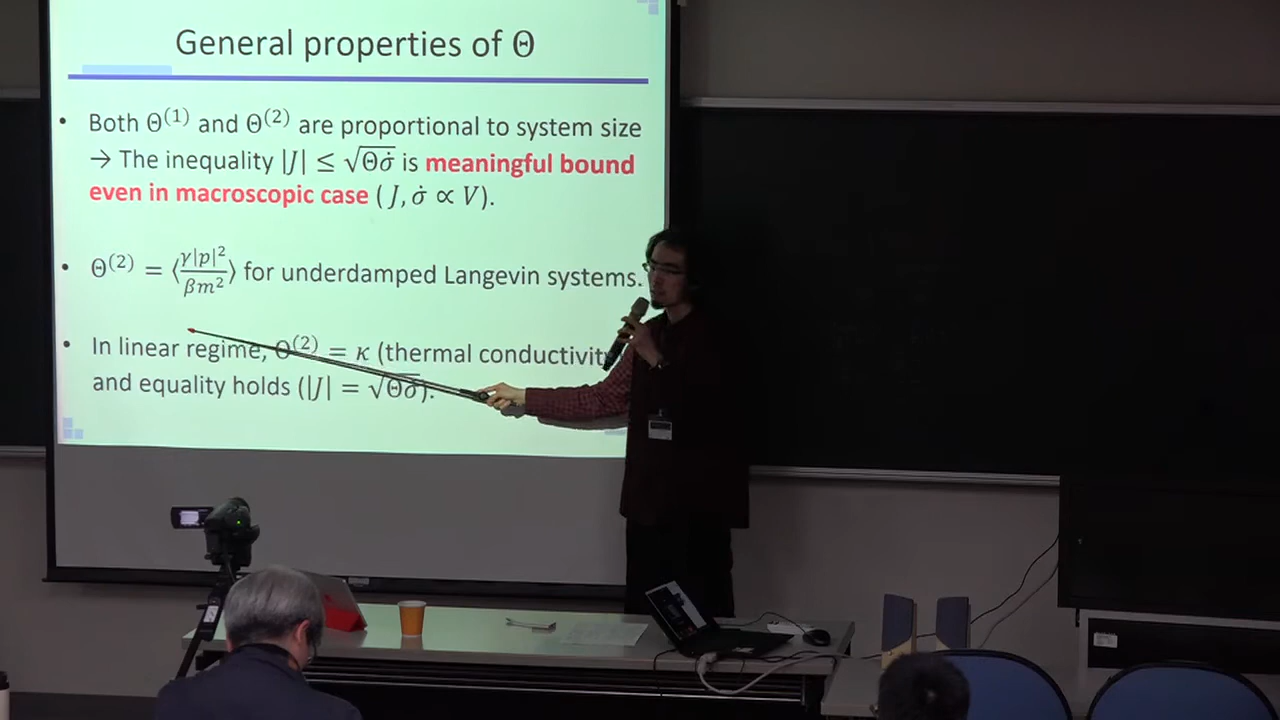 General properties of Θ
• Both Θ⁽¹⁾ and Θ⁽²⁾ are proportional to system size
→ The inequality |J| ≤ √(Θσ̇) is meaningful bound
even in macroscopic case ( J, σ̇ ∝ V).
• Θ⁽²⁾ = ⟨γ|p|²/βm²⟩ for underdamped Langevin systems.
• In linear regime, Θ⁽²⁾ = κ (thermal conductivity
and equality holds (|J| = √(Θσ̇)).